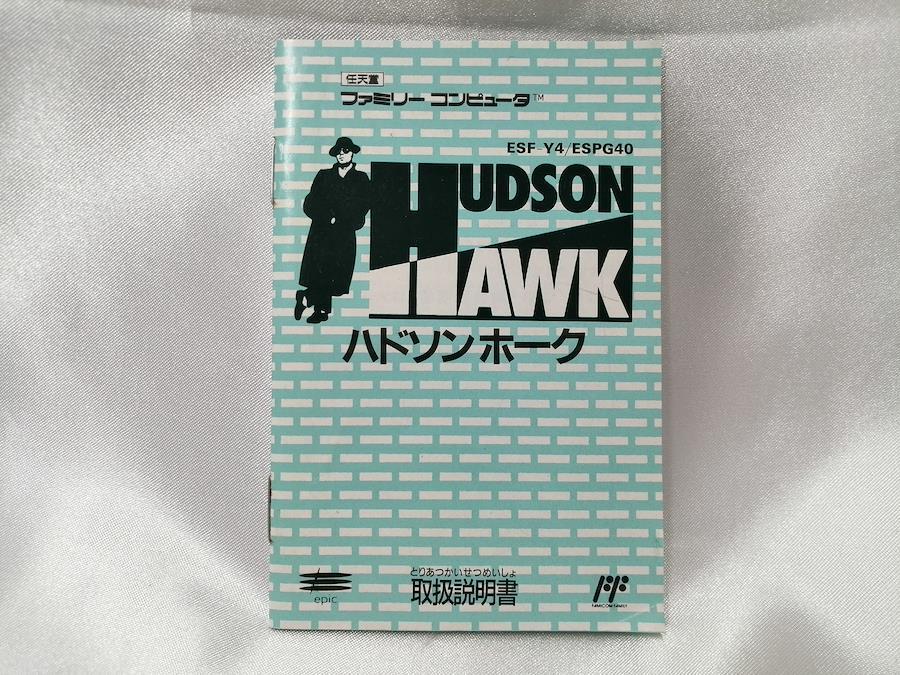 任天堂
ファミリー コンピュータ™
ESF-Y4/ESPG40
HUDSON
HAWK
ハドソンホーク
とりあつかいせつめいしょ
取扱説明書
epic
FAMICOM FAMILY